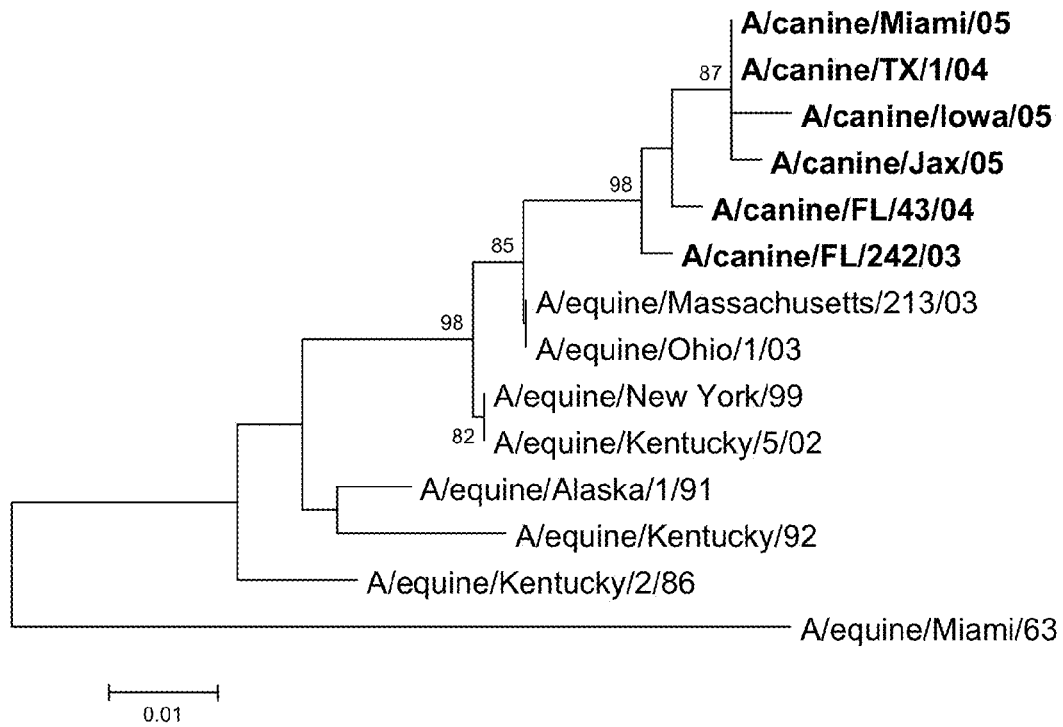 A/canine/Miami/05
87
A/canine/TX/1/04
A/canine/Iowa/05
A/canine/Jax/05
98
A/canine/FL/43/04
85
A/canine/FL/242/03
A/equine/Massachusetts/213/03
98
A/equine/Ohio/1/03
A/equine/New York/99
82
A/equine/Kentucky/5/02
A/equine/Alaska/1/91
A/equine/Kentucky/92
A/equine/Kentucky/2/86
A/equine/Miami/63
0.01